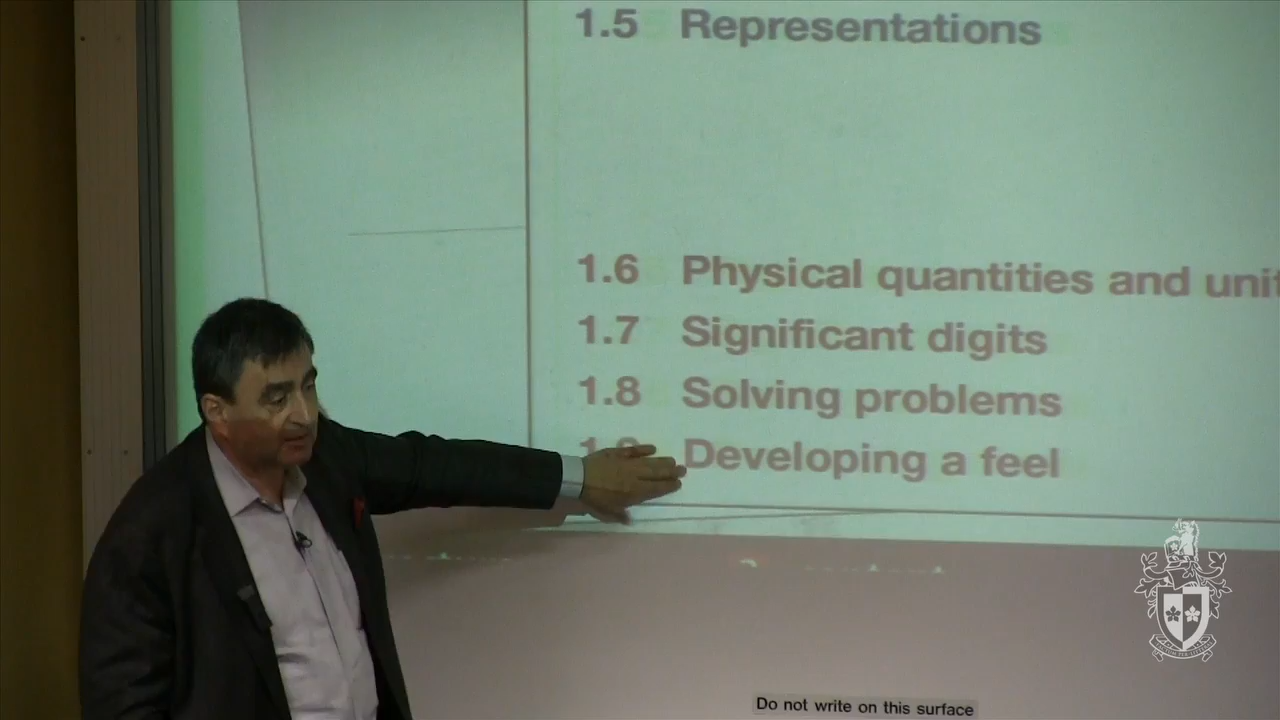 1.5 Representations
1.6 Physical quantities and unit
1.7 Significant digits
1.8 Solving problems
Developing a feel
Do not write on this surface